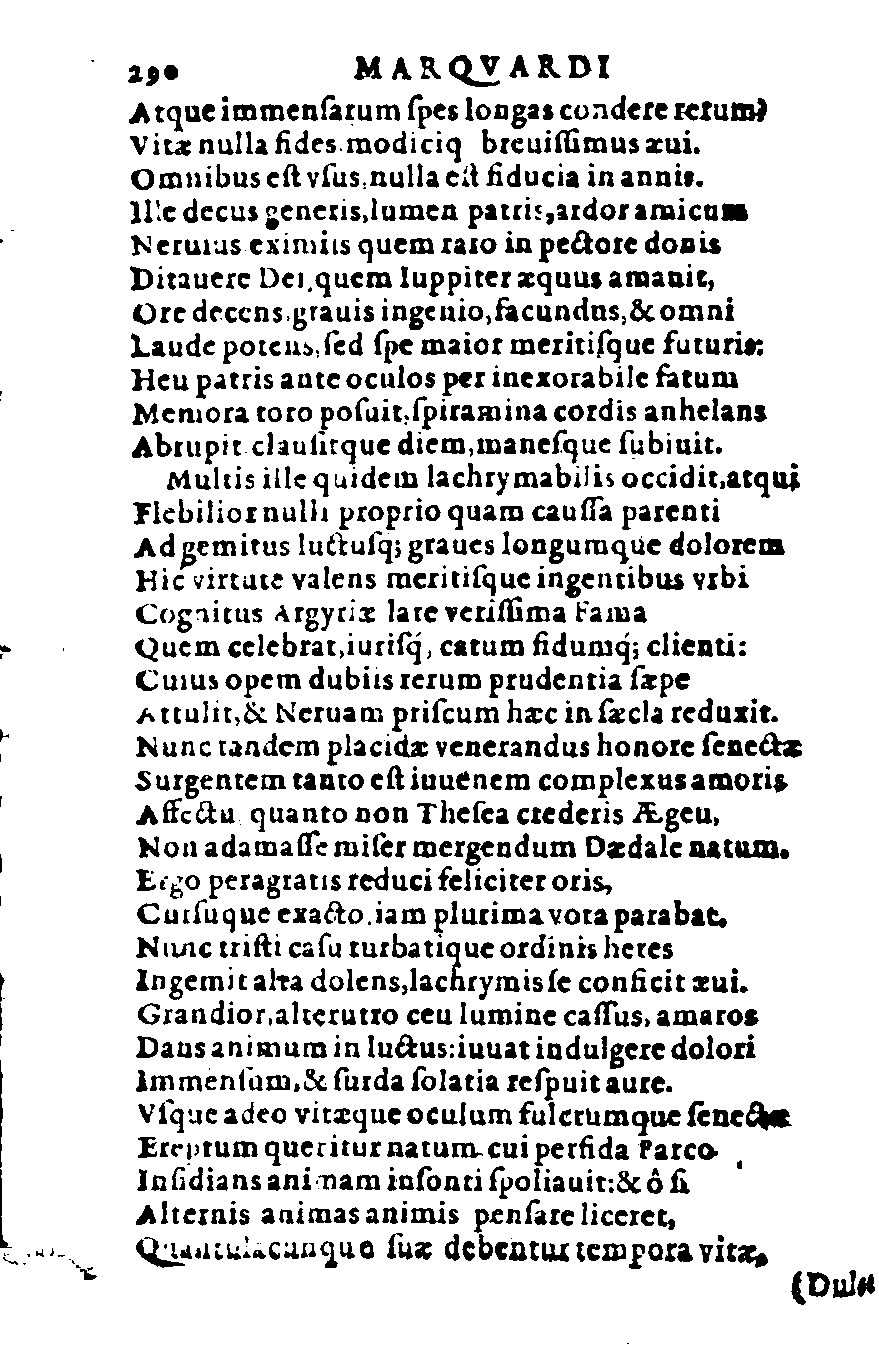 290 MARQVARDI
Atque immenſarum ſpes longas condere rerum?
Vitæ nulla fides.modiciq breuiſſimus æui.
Omnibus eſt vſus,nulla eſt fiducia in annis.
Ille decus generis,lumen patris,ardor amicum
Neruius eximiis quem raro in pectore donis
Ditauere Dei,quem Iuppiter æquus amauit,
Ore decens,grauis ingenio,facundus,& omni
Laude potens,ſed ſpe maior meritiſque futuris:
Heu patris ante oculos per inexorabile fatum
Memora toro poſuit,ſpiramina cordis anhelans
Abrupit clauſitque diem,maneſque ſubiuit.
Multis ille quidem lachrymabilis occidit,atqui
Flebilior nulli proprio quam cauſſa parenti
Ad gemitus luctuſq; graues longumque dolorem
Hic virtute valens meritiſque ingentibus vrbi
Cognitus Argyriæ late veriſſima Fama
Quem celebrat,iuriſq́, catum fidumq́; clienti:
Cuius opem dubiis rerum prudentia ſæpe
Attulit,& Neruam priſcum hæc in ſæcla reduxit.
Nunc tandem placidæ venerandus honore ſenectæ
Surgentem tanto eſt iuuenem complexus amoris
Affectu quanto non Theſea crederis Ægeu,
Non adamaſſe miſer mergendum Dædale natum.
Ergo peragratis reduci feliciter oris,
Curſuque exacto.iam plurima vota parabat.
Nunc triſti caſu turbatique ordinis heres
Ingemit alta dolens,lachrymis ſe conficit æui.
Grandior,alterutro ceu lumine caſſus, amaros
Dans animum in luctus:iuuat indulgere dolori
Immenſum,& ſurda ſolatia reſpuit aure.
Vſque adeo vitæque oculum fulcrumque ſenectæ
Ereptum queritur natum cui perfida Parco
Inſidians animam inſonti ſpoliauit:& ô ſi
Alternis animas animis penſare liceret,
Quantulacunque ſuæ debentur tempora vitæ,
(Dul